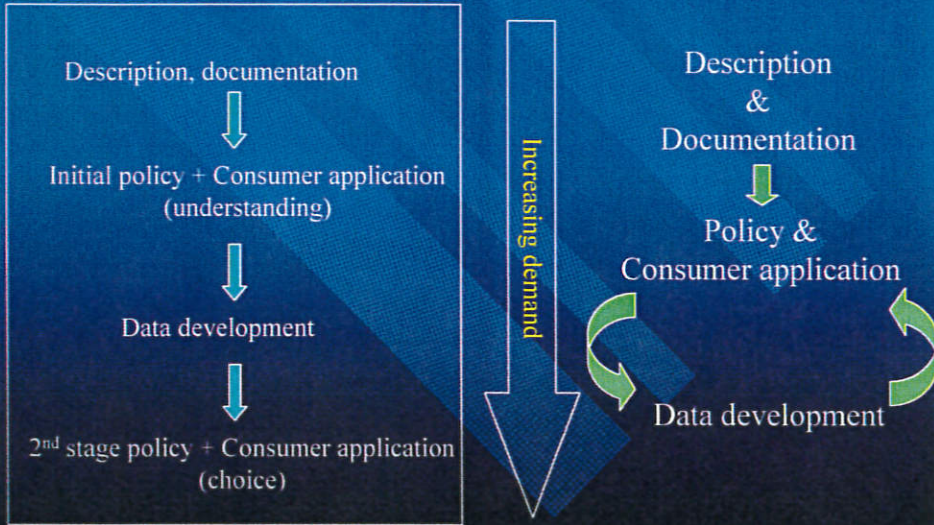 Description, documentation
Initial policy + Consumer application
(understanding)
Data development
2nd stage policy + Consumer application
(choice)
Increasing demand
Description
&
Documentation
Policy &
Consumer application
Data development